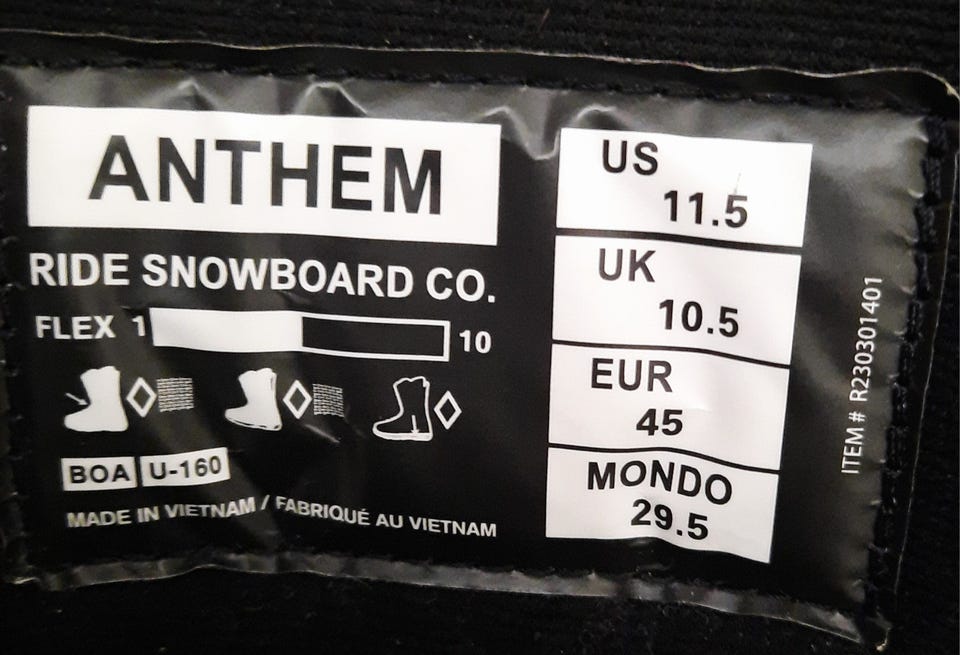 ANTHEM
RIDE SNOWBOARD CO.
FLEX 1 10
BOA U-160
MADE IN VIETNAM / FABRIQUÉ AU VIETNAM
US
11.5
UK
10.5
EUR
45
MONDO
29.5
ITEM # R230301401